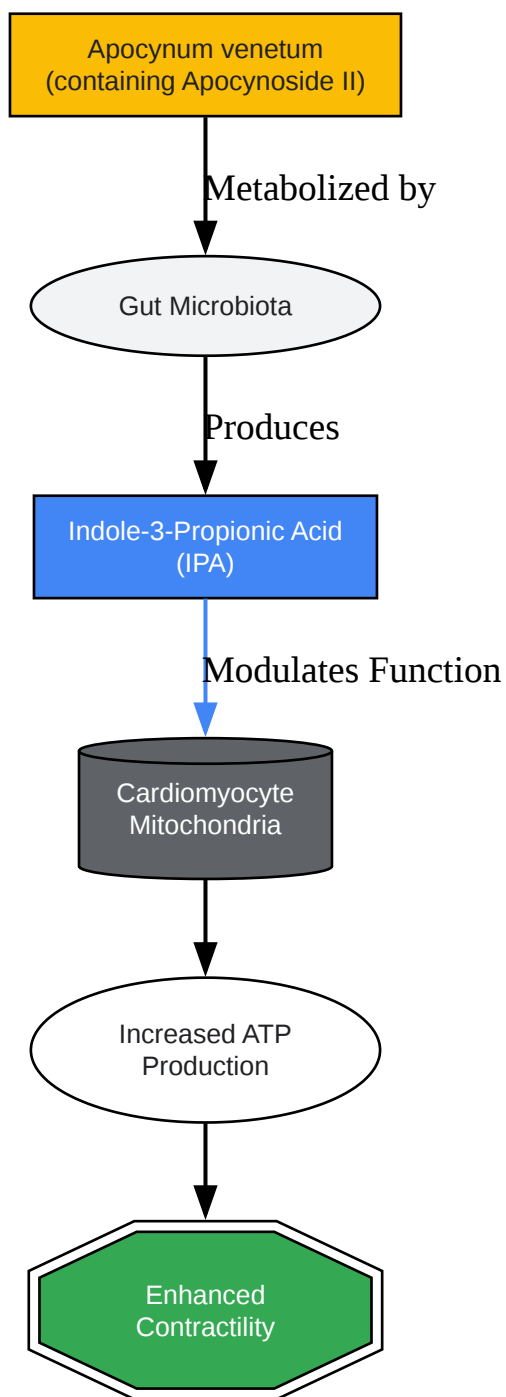 Apocynum venetum
(containing Apocynoside II)
Metabolized by
Gut Microbiota
Produces
Indole-3-Propionic Acid
(IPA)
Modulates Function
Cardiomyocyte
Mitochondria
Increased ATP
Production
Enhanced
Contractility